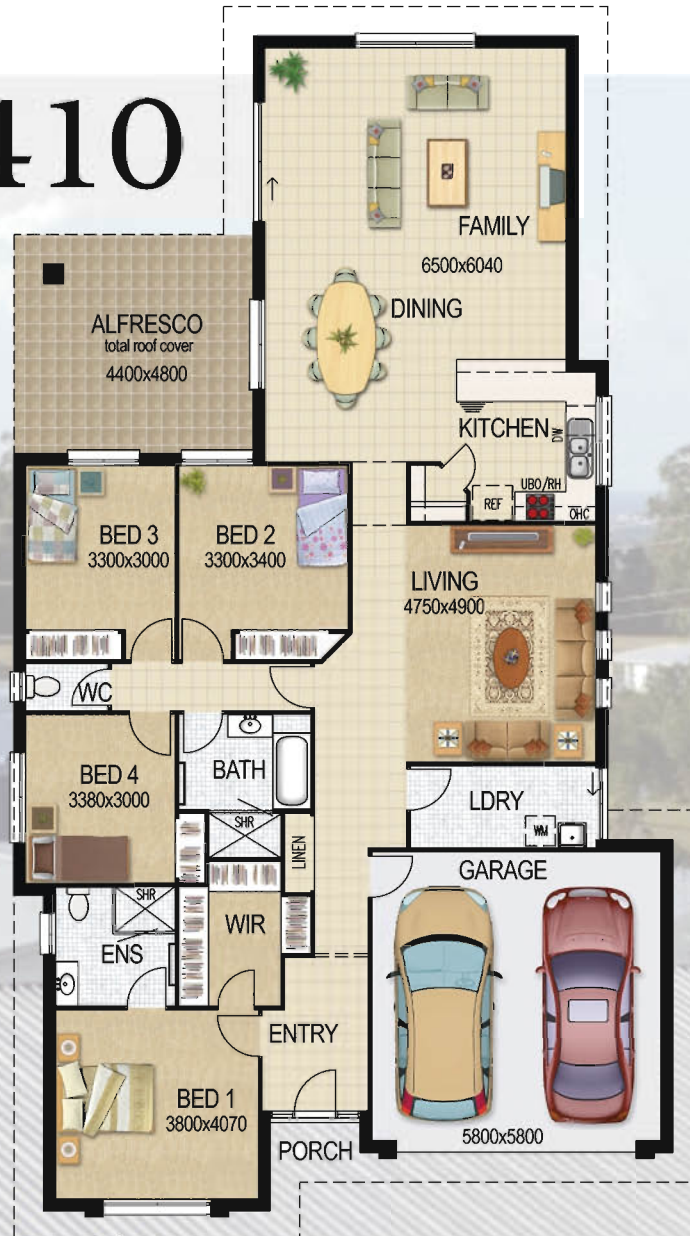 410
FAMILY
6500x6040
DINING
ALFRESCO
total roof cover
4400x4800
KITCHEN
DW
UBO/RH
REF
OHC
BED 3
3300x3000
BED 2
3300x3400
LIVING
4750x4900
WC
BATH
BED 4
3380x3000
LDRY
WM
SHR
LINEN
GARAGE
SHR
WIR
ENS
ENTRY
BED 1
3800x4070
5800x5800
PORCH